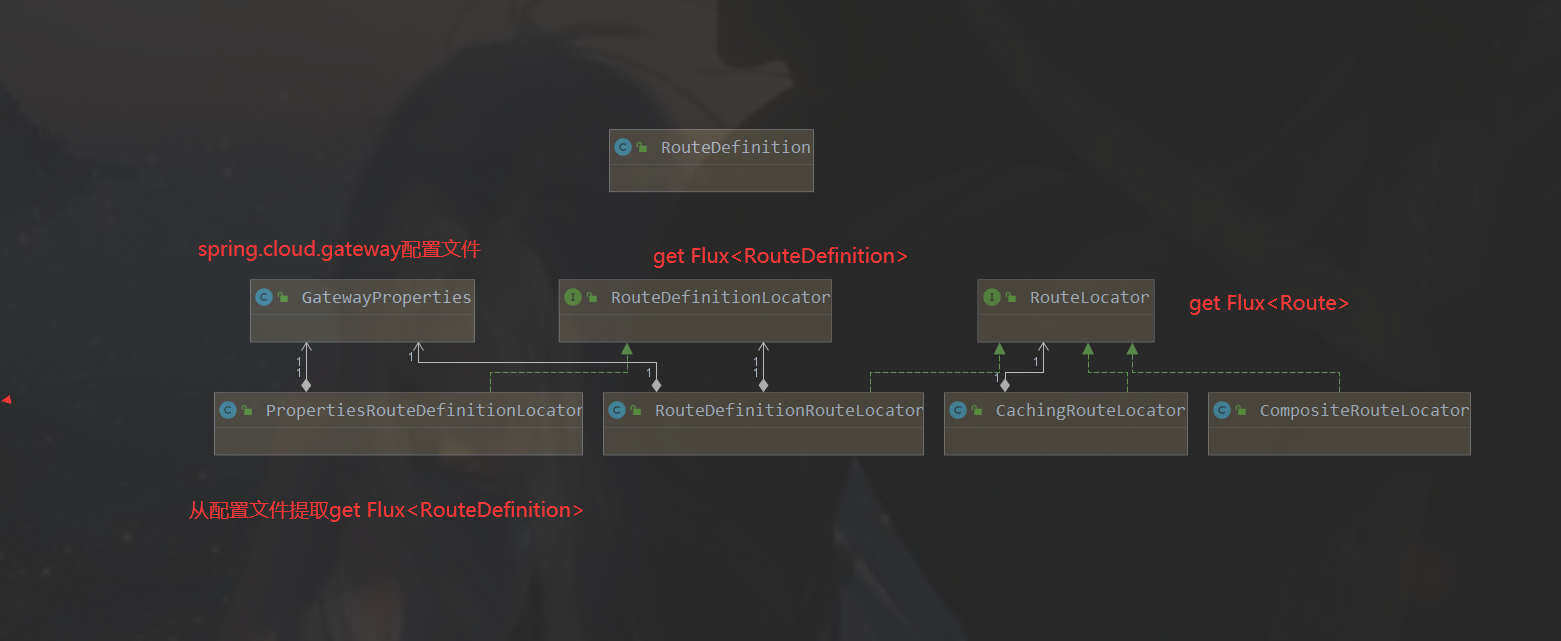 RouteDefinition
spring.cloud.gateway配置文件
get Flux<RouteDefinition>
GatewayProperties
RouteDefinitionLocator
RouteLocator
get Flux<Route>
1
1
1
1
1
1
1
1
PropertiesRouteDefinitionLocator
RouteDefinitionRouteLocator
CachingRouteLocator
CompositeRouteLocator
从配置文件提取get Flux<RouteDefinition>